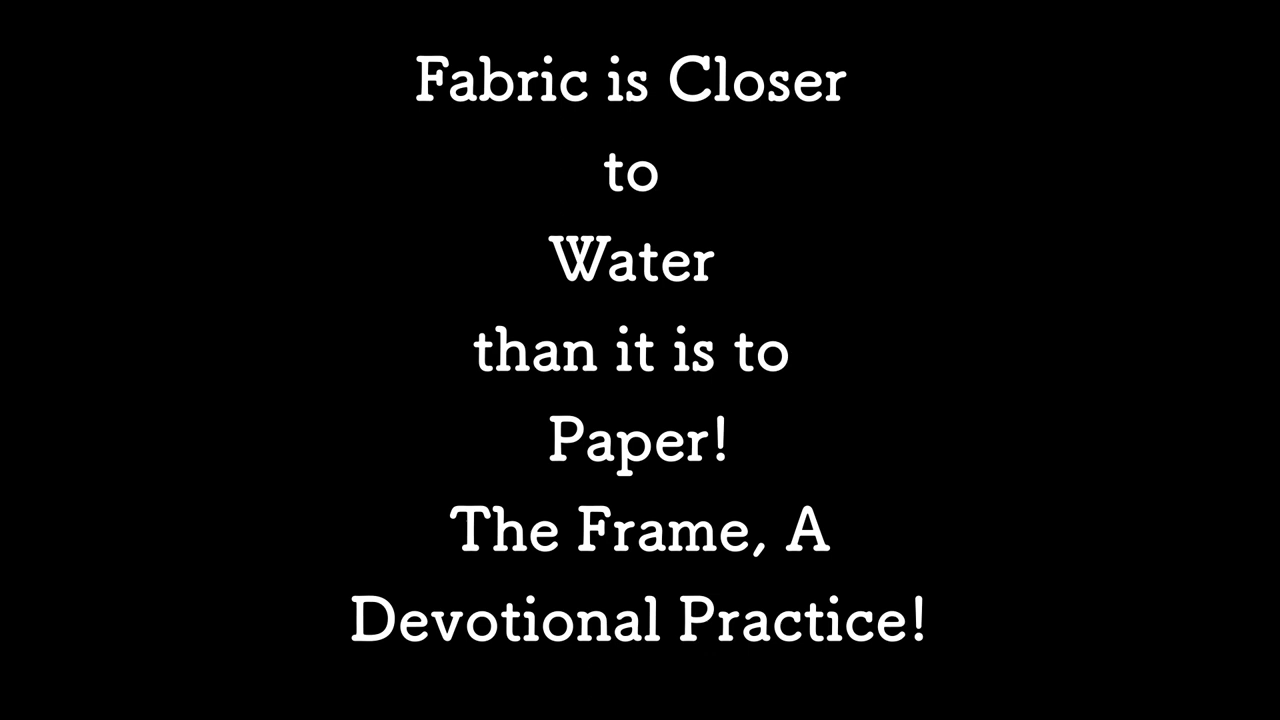 Fabric is Closer
to
Water
than it is to
Paper!
The Frame, A
Devotional Practice!